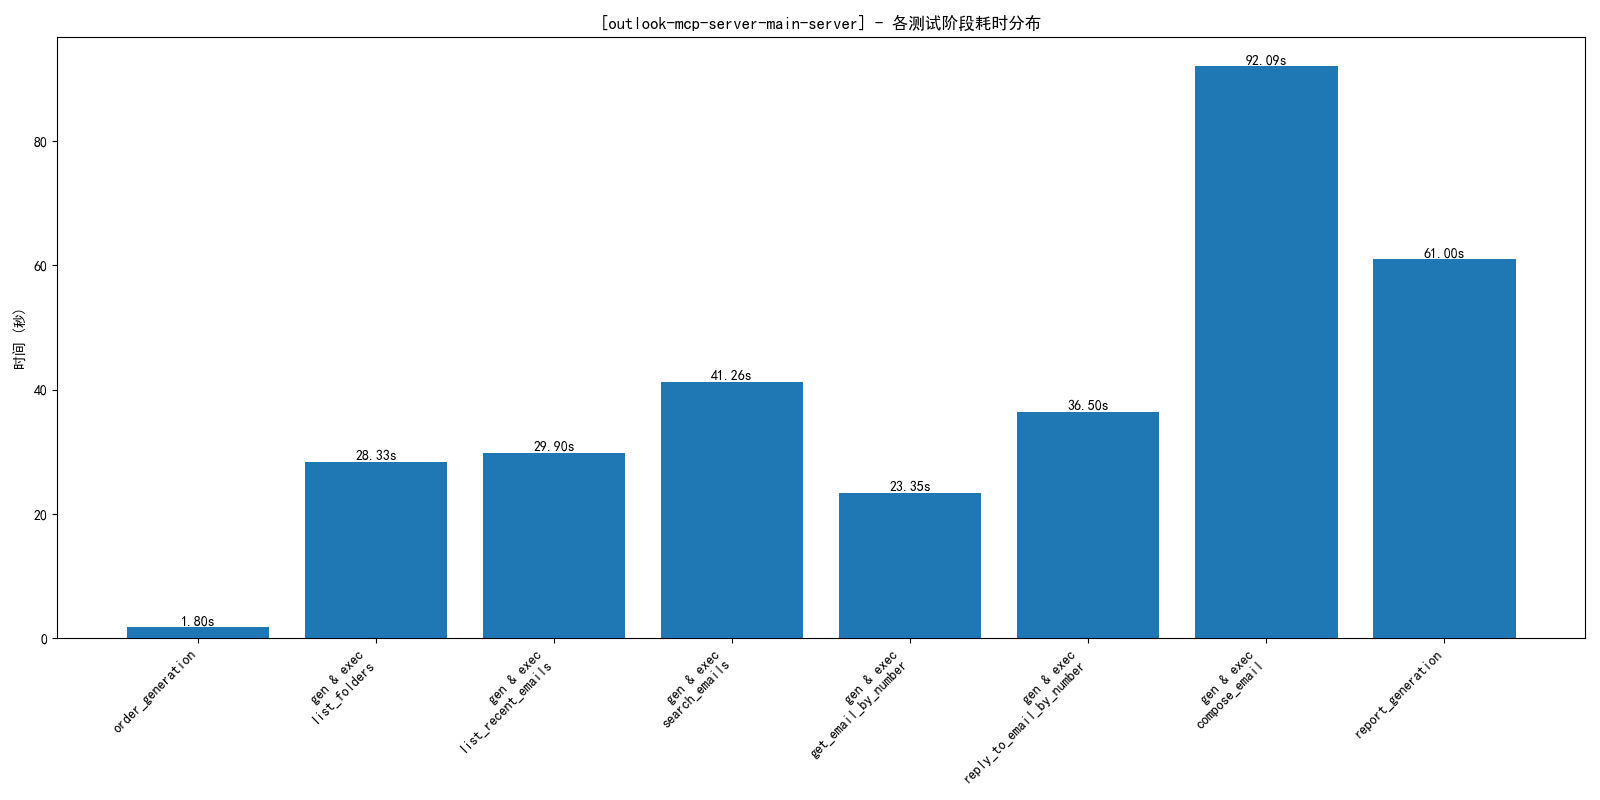 [outlook-mcp-server-main-server] - 各测试阶段耗时分布
时间 (秒)
80
60
40
20
0
1.80s
28.33s
29.90s
41.26s
23.35s
36.50s
92.09s
61.00s
order_generation
gen & exec
list_folders
gen & exec
list_recent_emails
gen & exec
search_emails
gen & exec
get_email_by_number
gen & exec
reply_to_email_by_number
gen & exec
compose_email
report_generation